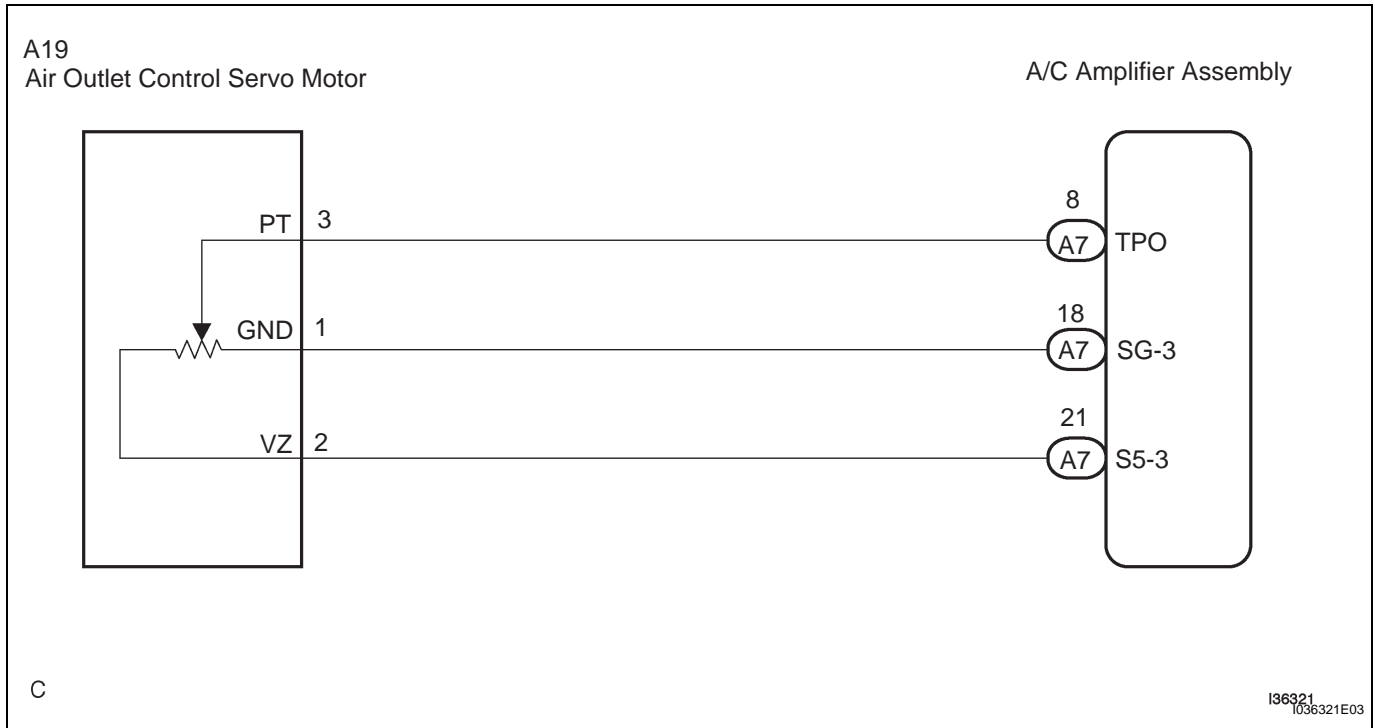 A19
Air Outlet Control Servo Motor
A/C Amplifier Assembly
PT 3
8
A7 TPO
GND 1
18
A7 SG-3
VZ 2
21
A7 S5-3
C
I36321
I036321E03